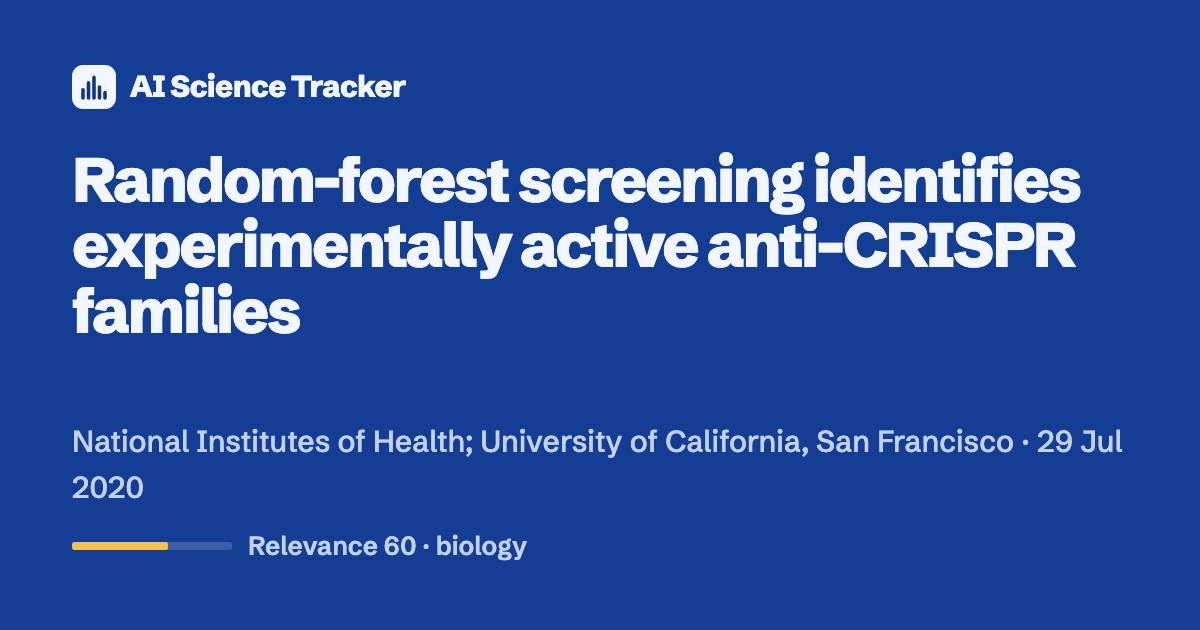 AI Science Tracker
Random-forest screening identifies
experimentally active anti-CRISPR
families
National Institutes of Health; University of California, San Francisco · 29 Jul
2020
Relevance 60 · biology